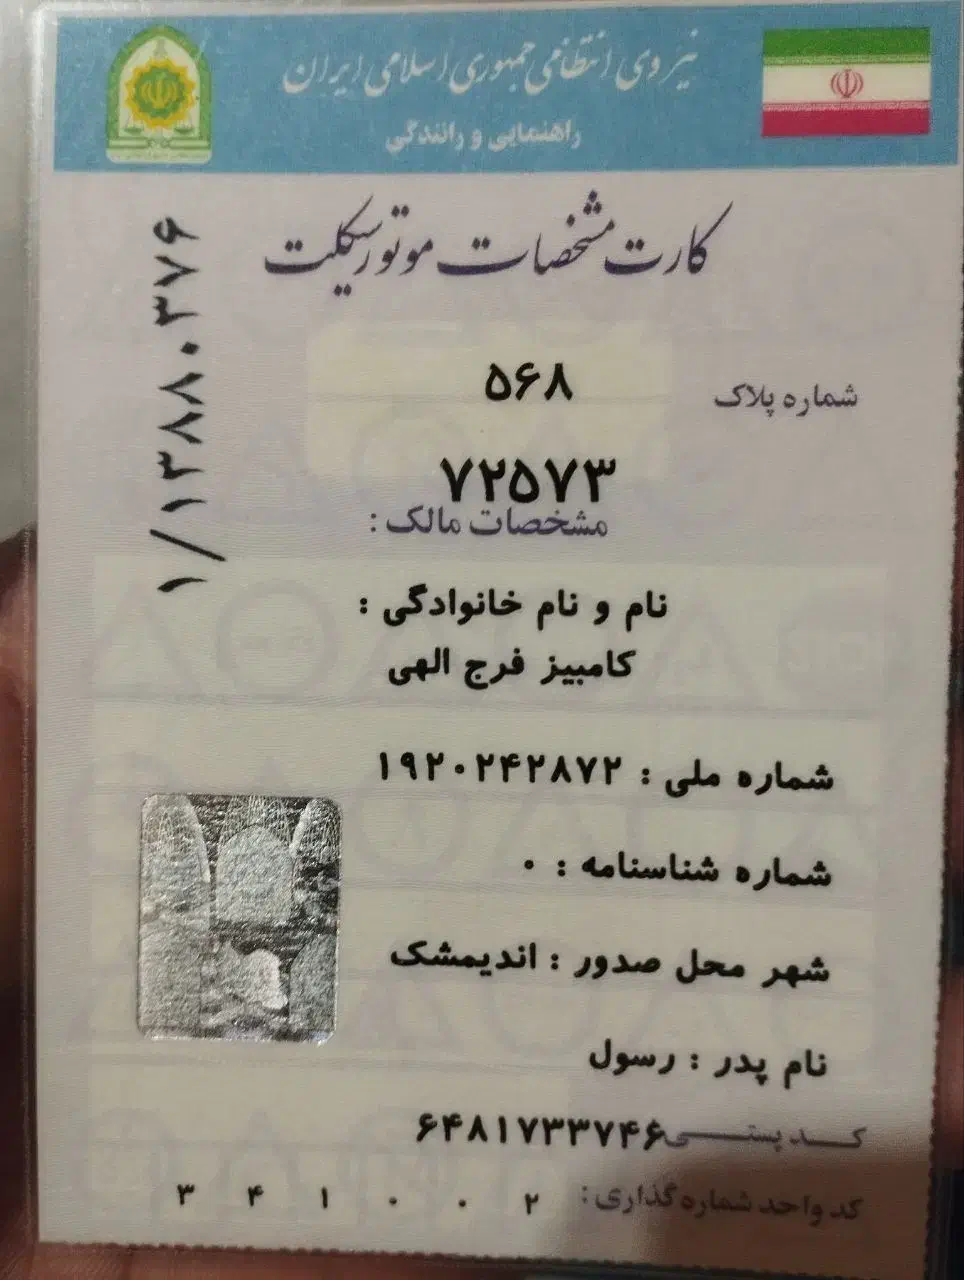 نیروی انتظامی جمهوری اسلامی ایران
راهنمایی و رانندگی
کارت مشخصات موتورسیکلت
۱/۱۳۸۸۰۳۷۶
شماره پلاک
۵۶۸
۷۲۵۷۳
مشخصات مالک :
نام و نام خانوادگی :
کامبیز فرج الهی
شماره ملی : ۱۹۲۰۲۴۲۸۷۲
شماره شناسنامه : ۰
شهر محل صدور : اندیمشک
نام پدر : رسول
کد پستی ۶۴۸۱۷۳۳۷۴۶
کد واحد شماره گذاری: ۳ ۴ ۱ ۰ ۰ ۲